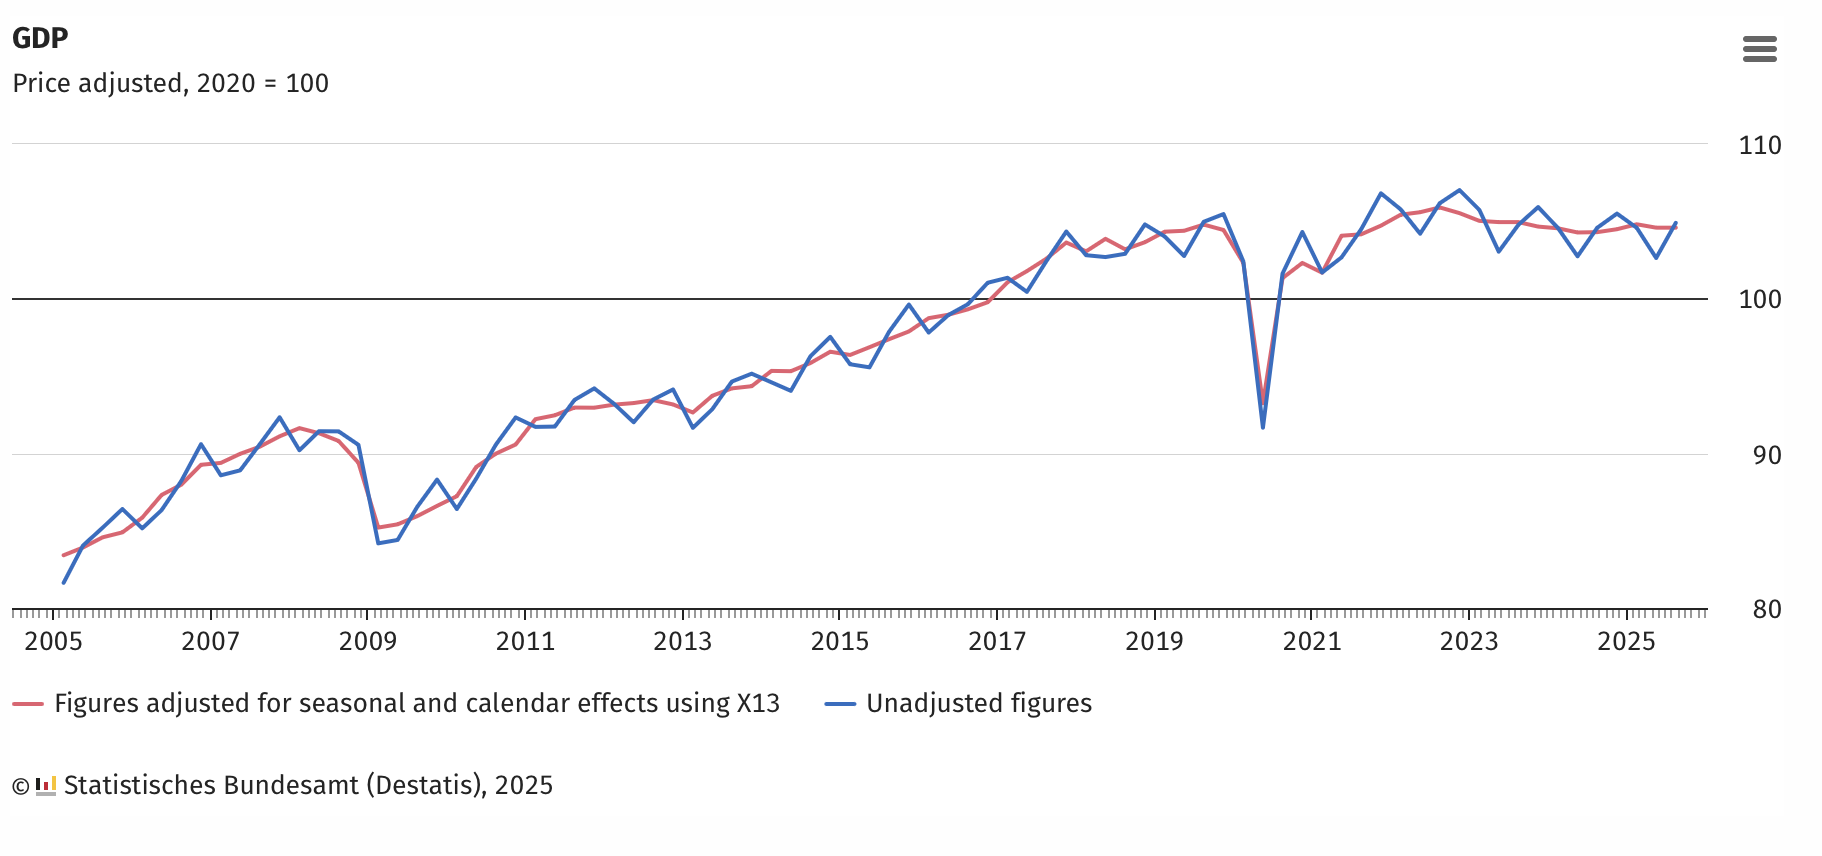 GDP
Price adjusted, 2020 = 100
110
100
90
80
2005 2007 2009 2011 2013 2015 2017 2019 2021 2023 2025
Figures adjusted for seasonal and calendar effects using X13 Unadjusted figures
© Statistisches Bundesamt (Destatis), 2025